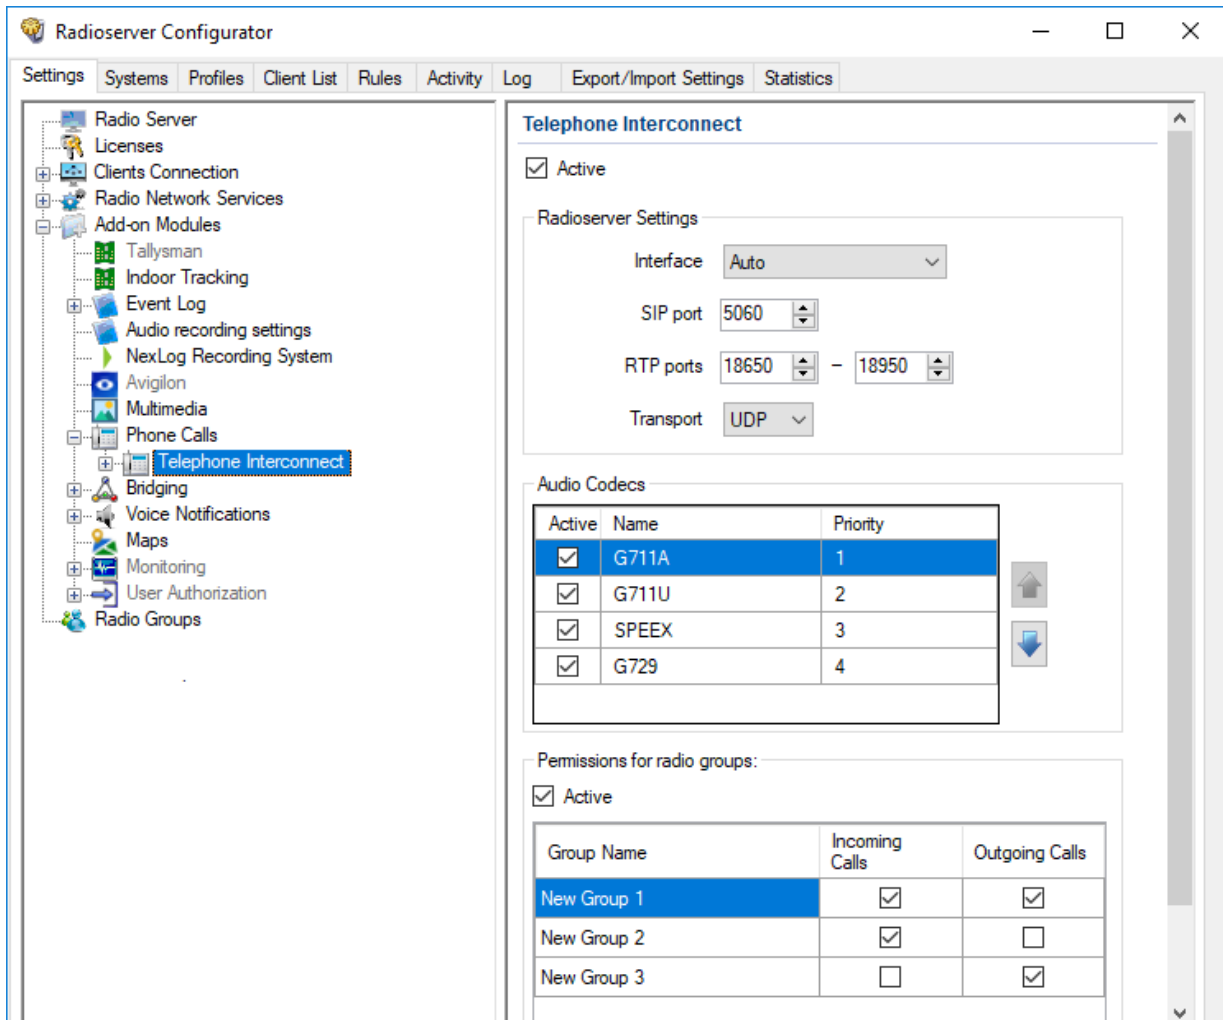 Radioserver Configurator
Settings Systems Profiles Client List Rules Activity Log Export/Import Settings Statistics
Radio Server
Licenses
Clients Connection
Radio Network Services
Add-on Modules
Tallysman
Indoor Tracking
Event Log
Audio recording settings
NexLog Recording System
Avigilon
Multimedia
Phone Calls
Telephone Interconnect
Bridging
Voice Notifications
Maps
Monitoring
User Authorization
Radio Groups
Telephone Interconnect
Active
Radioserver Settings
Interface Auto
SIP port 5060
RTP ports 18650 – 18950
Transport UDP
Audio Codecs
Active Name Priority
G711A 1
G711U 2
SPEEX 3
G729 4
Permissions for radio groups:
Active
Group Name Incoming Calls Outgoing Calls
New Group 1
New Group 2
New Group 3